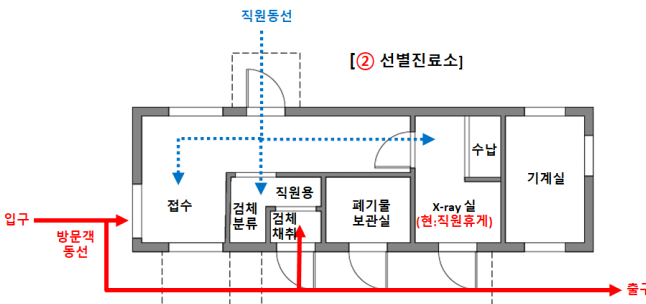 직원동선
[② 선별진료소]
수납
기계실
접수
직원용
검체
분류
검체
채취
폐기물
보관실
X-ray 실
(현:직원휴게)
입구
방문객
동선
출구